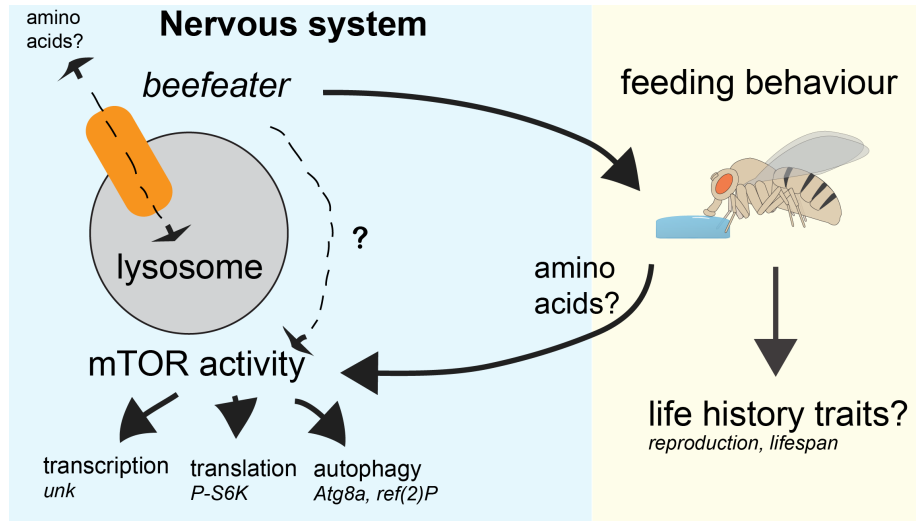 amino
acids?
Nervous system
beefeater
feeding behaviour
lysosome
?
amino
acids?
mTOR activity
transcription
unk
translation
P-S6K
autophagy
Atg8a, ref(2)P
life history traits?
reproduction, lifespan